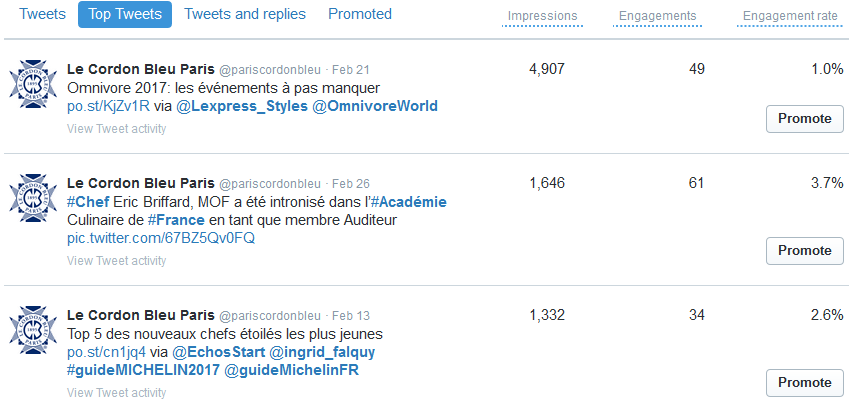 Tweets Top Tweets Tweets and replies Promoted Impressions Engagements Engagement rate
Le Cordon Bleu Paris @pariscordonbleu · Feb 21 4,907 49 1.0%
Omnivore 2017: les événements à pas manquer
po.st/KjZv1R via @Lexpress_Styles @OmnivoreWorld
Promote
View Tweet activity
Le Cordon Bleu Paris @pariscordonbleu · Feb 26 1,646 61 3.7%
#Chef Eric Briffard, MOF a été intronisé dans l'#Académie
Culinaire de #France en tant que membre Auditeur
pic.twitter.com/67BZ5Qv0FQ
Promote
View Tweet activity
Le Cordon Bleu Paris @pariscordonbleu · Feb 13 1,332 34 2.6%
Top 5 des nouveaux chefs étoilés les plus jeunes
po.st/cn1jq4 via @EchosStart @ingrid_falquy
#guideMICHELIN2017 @guideMichelinFR
Promote
View Tweet activity